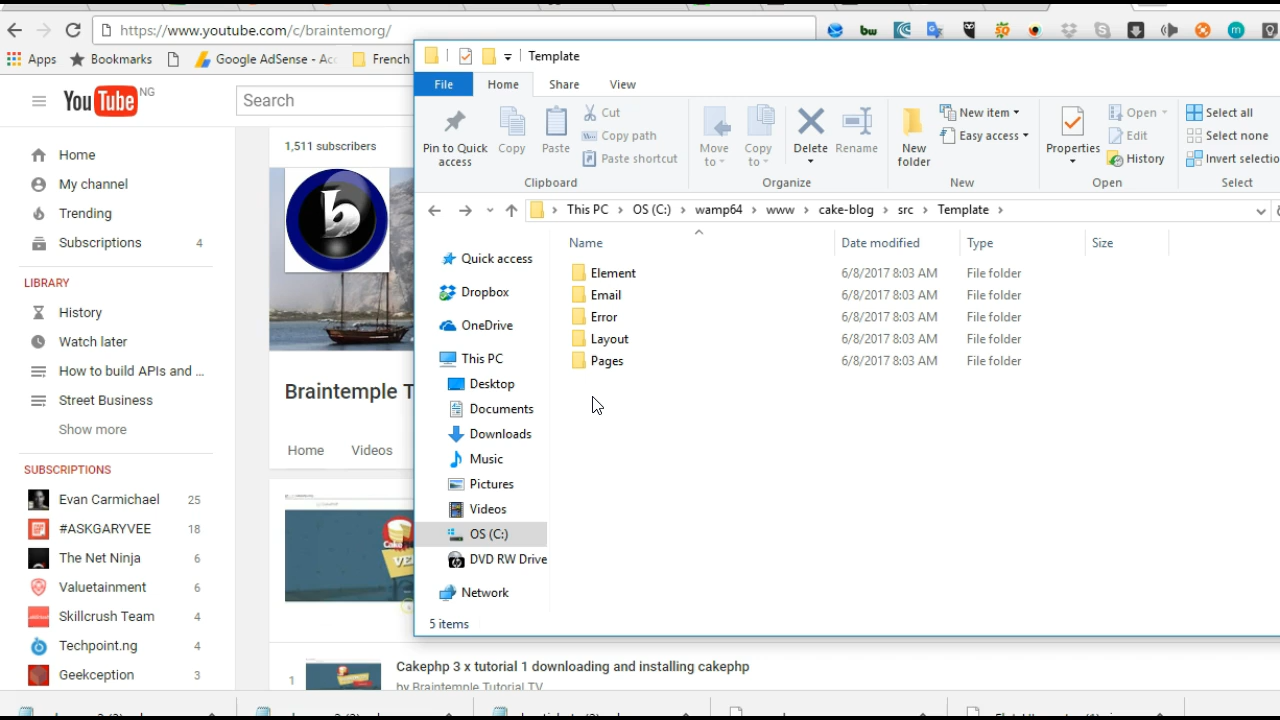 https://www.youtube.com/c/braintemorg/
bw
m
Apps
Bookmarks
Google AdSense - Acc
French
YouTube NG
Search
Home
My channel
Trending
Subscriptions 4
LIBRARY
History
Watch later
How to build APIs and ...
Street Business
Show more
SUBSCRIPTIONS
Evan Carmichael 25
#ASKGARYVEE 18
The Net Ninja 6
Valuetainment 6
Skillcrush Team 4
Techpoint.ng 4
Geekception 3
1,511 subscribers
b
Braintemple T
Home Videos
1 Cakephp 3 x tutorial 1 downloading and installing cakephp
by Braintemple Tutorial TV
Template
File Home Share View
Pin to Quick access
Copy
Paste
Cut
Copy path
Paste shortcut
Clipboard
Move to
Copy to
Delete
Rename
Organize
New folder
New item
Easy access
New
Properties
Open
Edit
History
Open
Select all
Select none
Invert selectio
Select
This PC > OS (C:) > wamp64 > www > cake-blog > src > Template >
Quick access
Dropbox
OneDrive
This PC
Desktop
Documents
Downloads
Music
Pictures
Videos
OS (C:)
DVD RW Drive
Network
Name Date modified Type Size
Element 6/8/2017 8:03 AM File folder
Email 6/8/2017 8:03 AM File folder
Error 6/8/2017 8:03 AM File folder
Layout 6/8/2017 8:03 AM File folder
Pages 6/8/2017 8:03 AM File folder
5 items